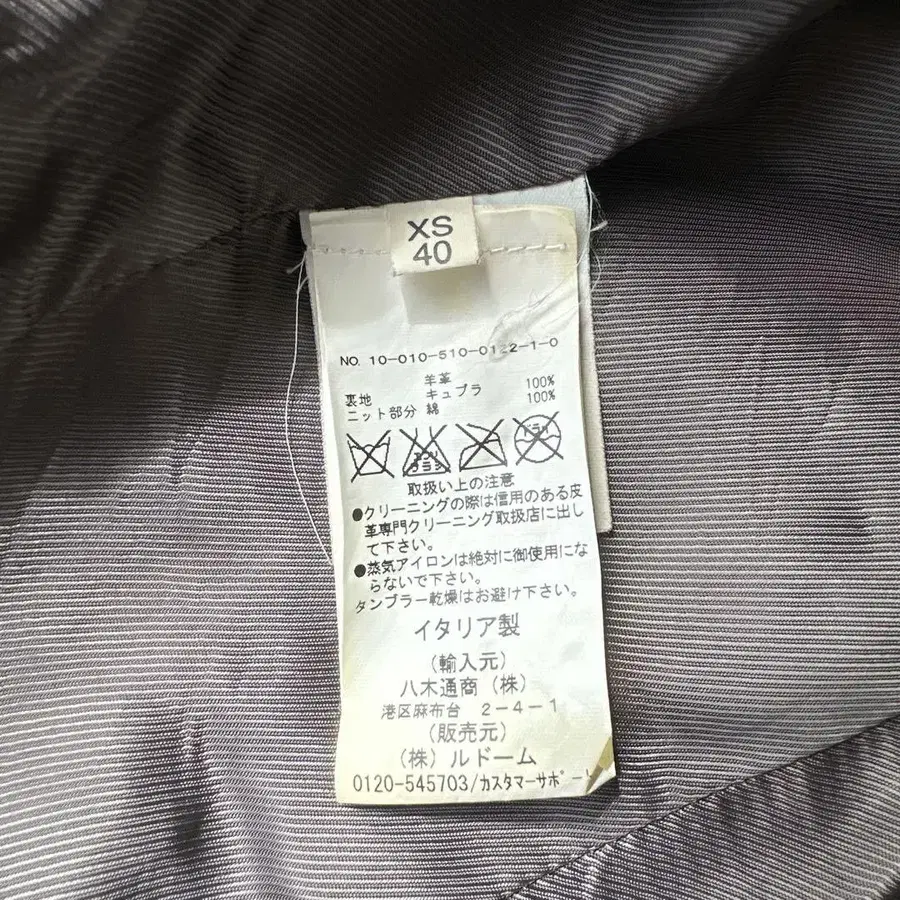 XS
40
NO. 10-010-510-0122-1-0
羊革 100%
裏地 キュプラ 100%
ニット部分 綿
取扱い上の注意
●クリーニングの際は信用のある皮
革専門クリーニング取扱店に出し
て下さい。
●蒸気アイロンは絶対に御使用にな
らないで下さい。
タンブラー乾燥はお避け下さい。
イタリア製
(輸入元)
八木通商(株)
港区麻布台 2-4-1
(販売元)
(株)ルドーム
0120-545703/カスタマーサポート